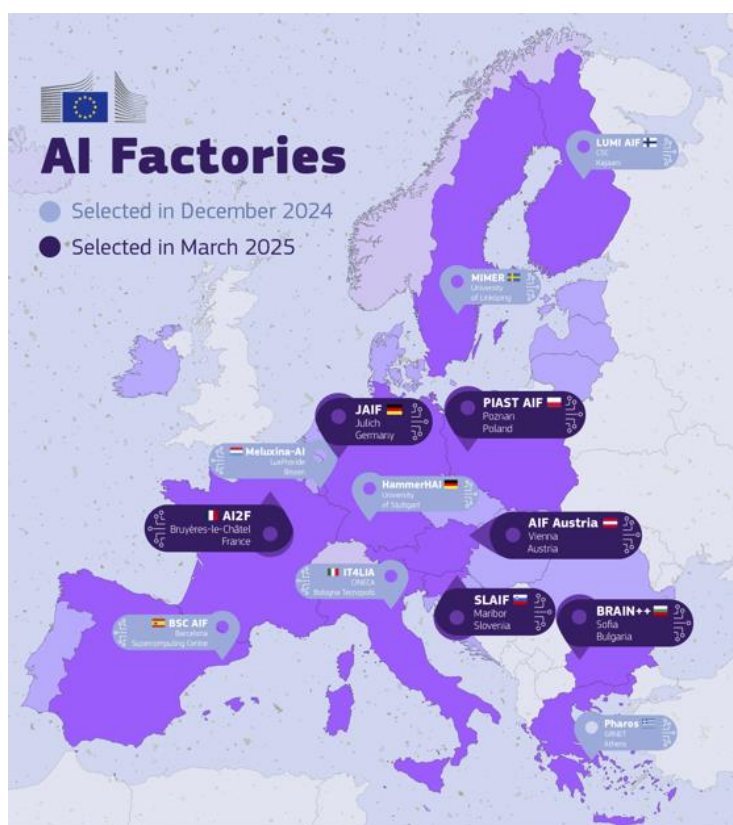 AI Factories
Selected in December 2024
Selected in March 2025
LUMI AIF
CSC
Kajaani
MIMER
University
of Linköping
JAIF
Julich
Germany
PIAST AIF
Poznan
Poland
Meluxina-AI
LuxProvide
Bissen
HammerHAI
University
of Stuttgart
AI2F
Bruyères-le-Châtel
France
AIF Austria
Vienna
Austria
IT4LIA
CINECA
Bologna Tecnopolo
SLAIF
Maribor
Slovenia
BRAIN++
Sofia
Bulgaria
BSC AIF
Barcelona
Supercomputing Centre
Pharos
GRNET
Athens